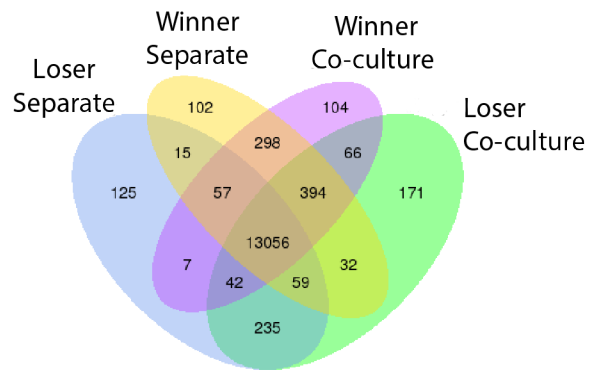 Winner
Separate
Winner
Co-culture
Loser
Separate
Loser
Co-culture
102
104
15
298
66
125
57
394
171
13056
7
42
59
32
235